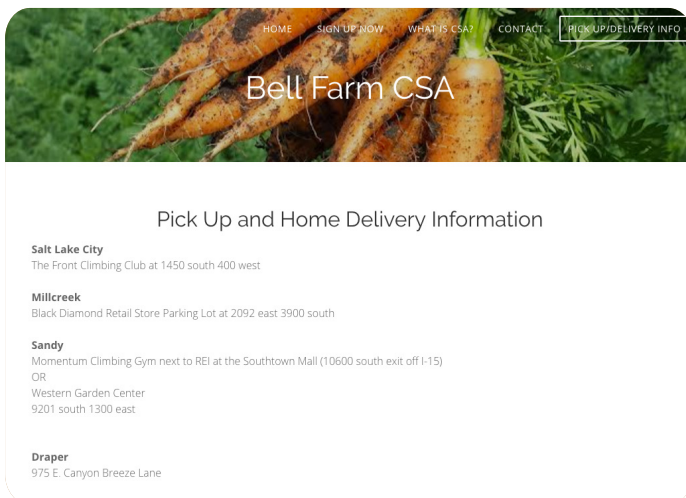 HOME SIGN UP NOW WHAT IS CSA? CONTACT PICK UP/DELIVERY INFO
Bell Farm CSA
Pick Up and Home Delivery Information
Salt Lake City
The Front Climbing Club at 1450 south 400 west
Millcreek
Black Diamond Retail Store Parking Lot at 2092 east 3900 south
Sandy
Momentum Climbing Gym next to REI at the Southtown Mall (10600 south exit off I-15)
OR
Western Garden Center
9201 south 1300 east
Draper
975 E. Canyon Breeze Lane